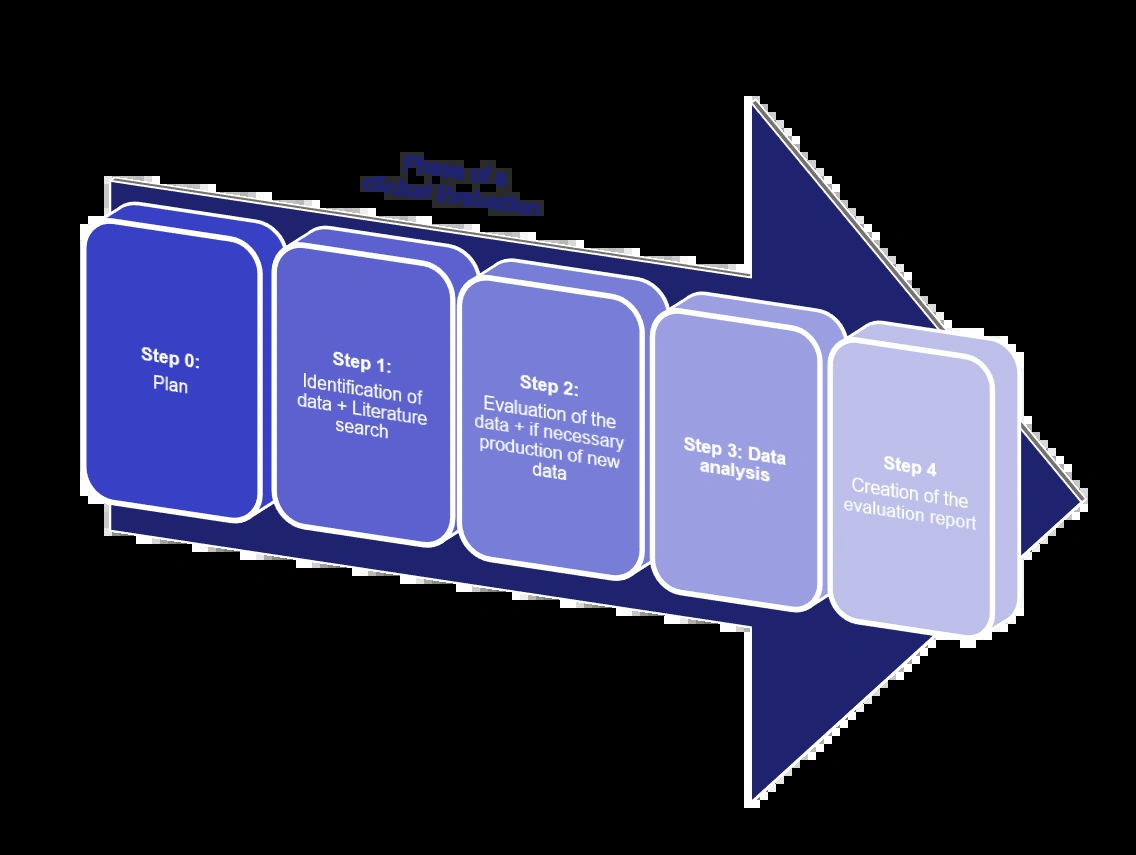 Phase of a
clinical Evaluation
Step 0:
Plan
Step 1:
Identification of
data + Literature
search
Step 2:
Evaluation of the
data + if necessary
production of new
data
Step 3: Data
analysis
Step 4
Creation of the
evaluation report